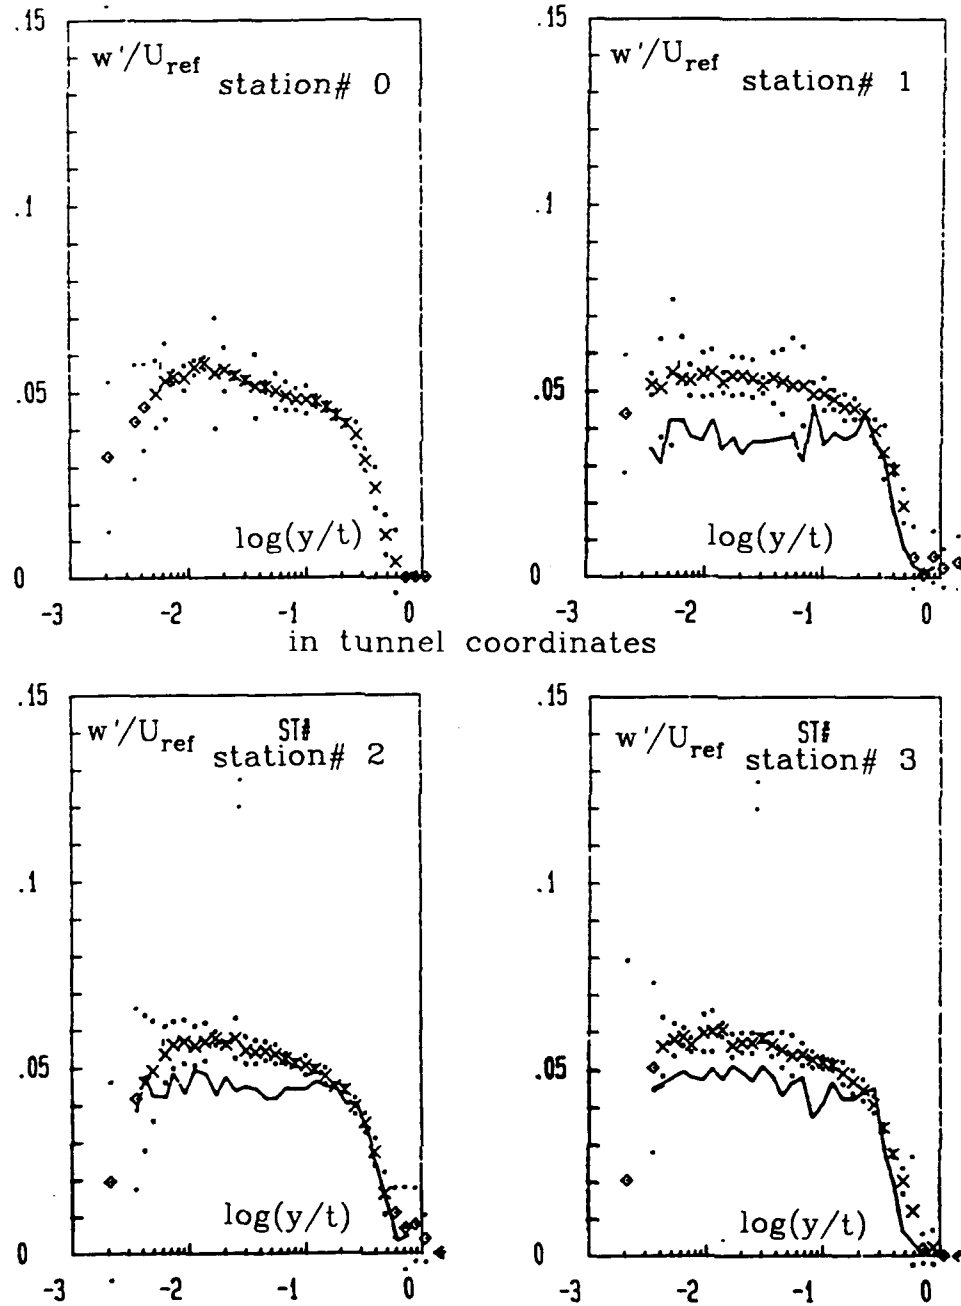 .15 .15
w'/U_ref station# 0 w'/U_ref station# 1
.1 .1
.05 .05
log(y/t) log(y/t)
0 0
-3 -2 -1 0 -3 -2 -1 0
in tunnel coordinates
.15 .15
w'/U_ref ST# w'/U_ref ST#
station# 2 station# 3
.1 .1
.05 .05
log(y/t) log(y/t)
0 0
-3 -2 -1 0 -3 -2 -1 0